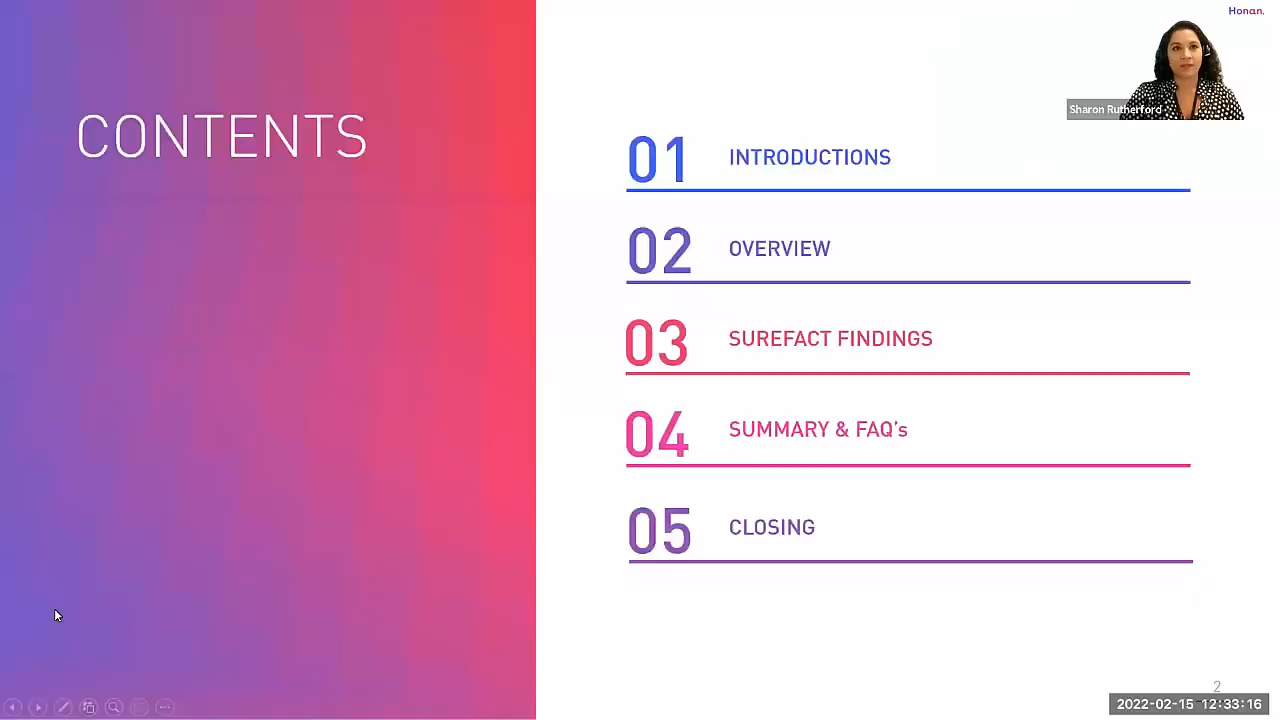 Honan.
Sharon Rutherford
CONTENTS
01 INTRODUCTIONS
02 OVERVIEW
03 SUREFACT FINDINGS
04 SUMMARY & FAQ's
05 CLOSING
2
2022-02-15 12:33:16